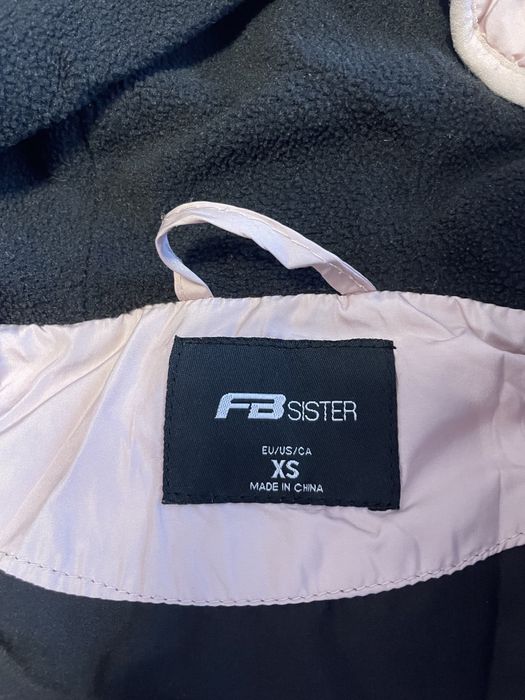 FB SISTER
EU/US/CA
XS
MADE IN CHINA